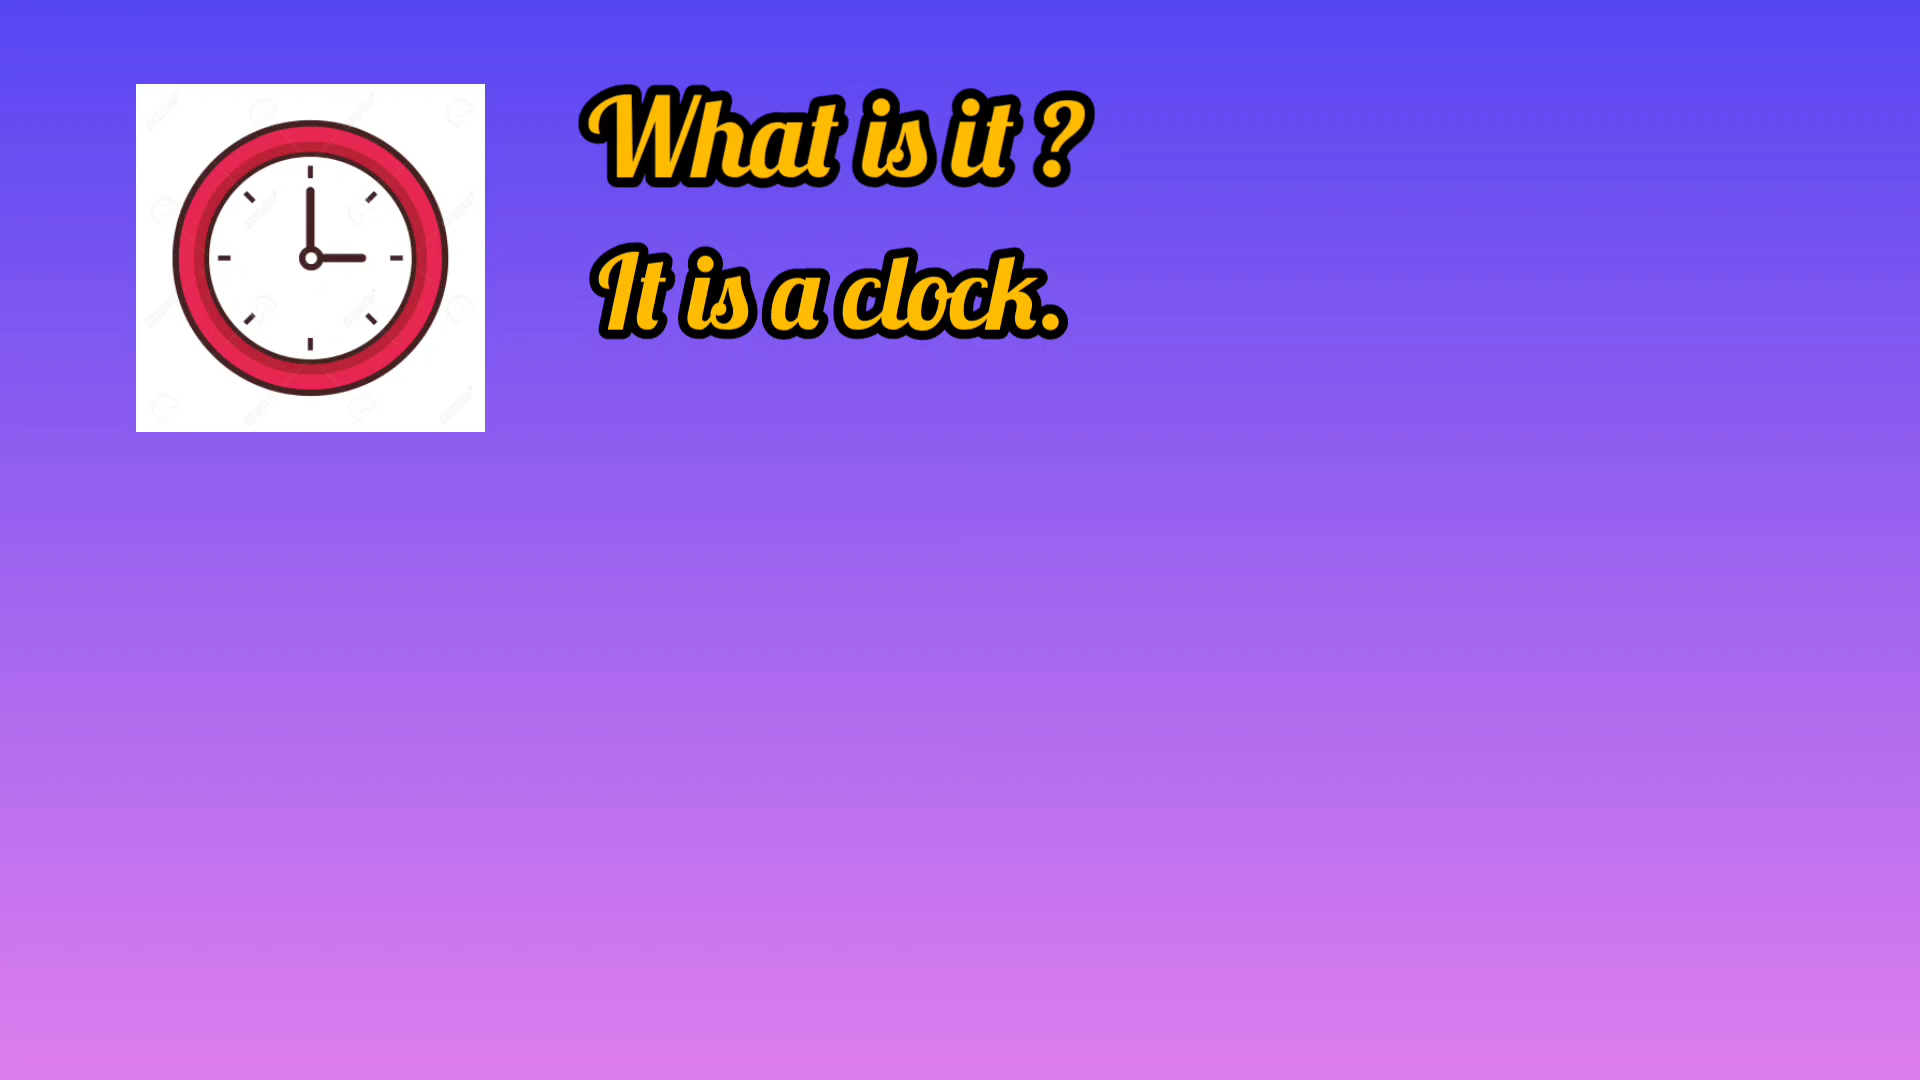 What is it ?
It is a clock.